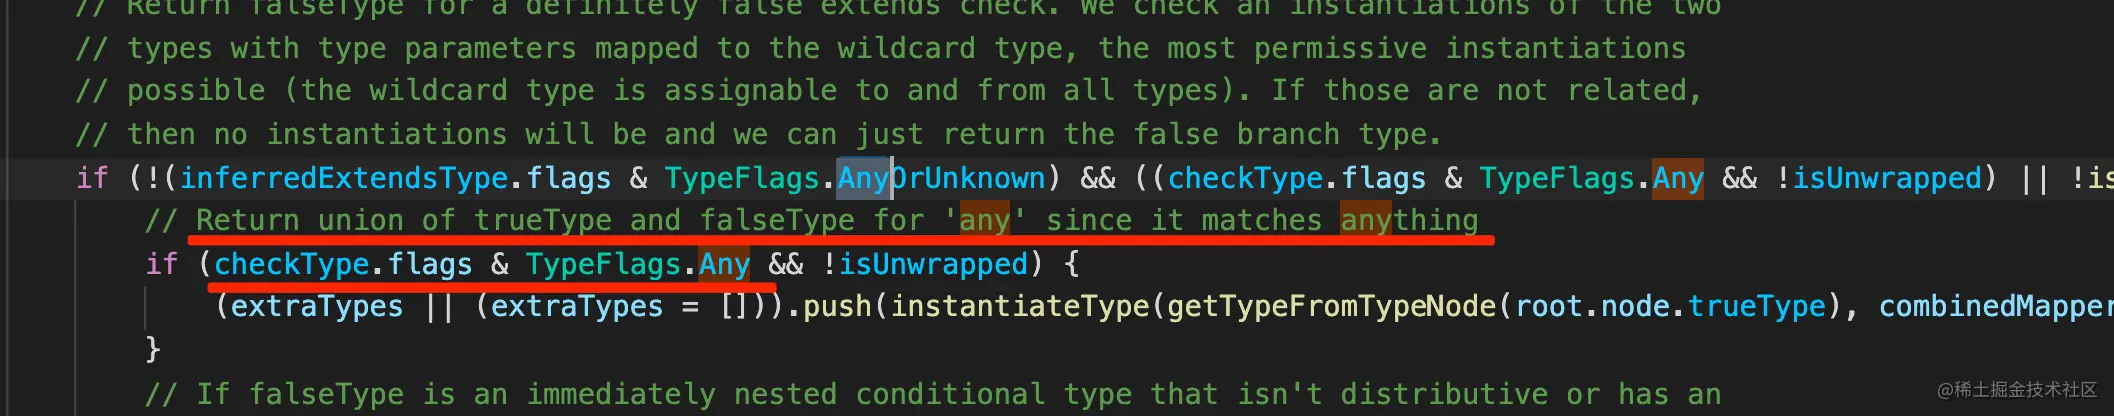 // Return falseType for a definitely false extends check. We check an instantiations of the two
// types with type parameters mapped to the wildcard type, the most permissive instantiations
// possible (the wildcard type is assignable to and from all types). If those are not related,
// then no instantiations will be and we can just return the false branch type.
if (!(inferredExtendsType.flags & TypeFlags.AnyOrUnknown) && ((checkType.flags & TypeFlags.Any && !isUnwrapped) || !is
// Return union of trueType and falseType for 'any' since it matches anything
if (checkType.flags & TypeFlags.Any && !isUnwrapped) {
(extraTypes || (extraTypes = [])).push(instantiateType(getTypeFromTypeNode(root.node.trueType), combinedMapper
}
// If falseType is an immediately nested conditional type that isn't distributive or has an
@稀土掘金技术社区